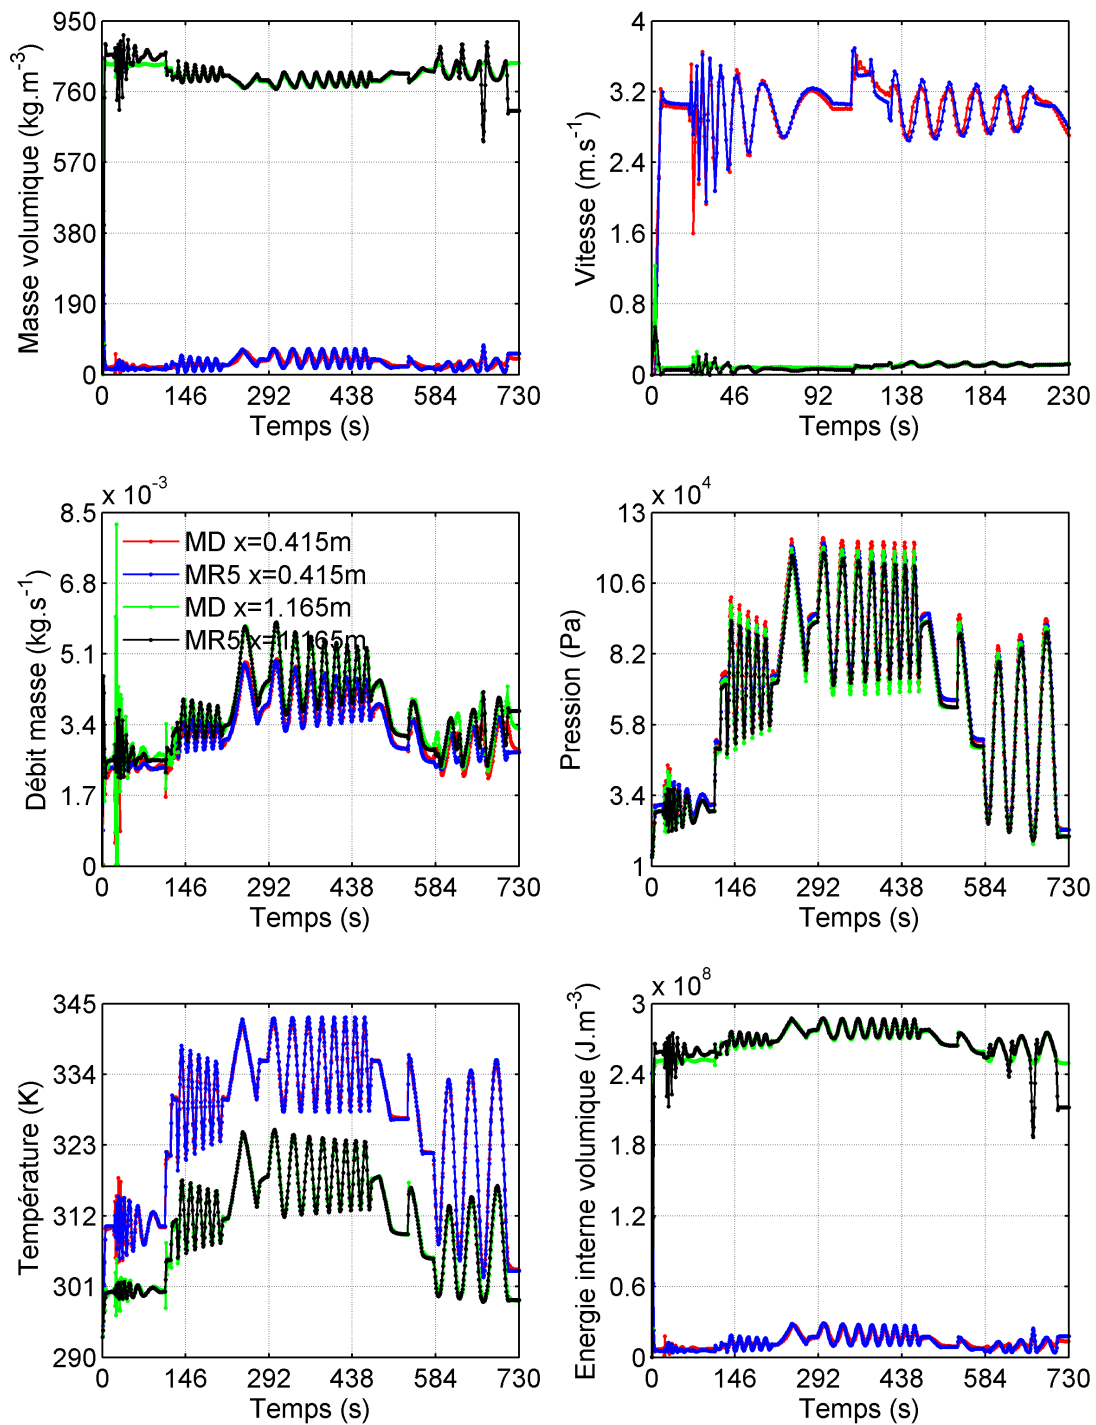 Masse volumique (kg.m-3)
950
760
570
380
190
0
0 146 292 438 584 730
Temps (s)
Vitesse (m.s-1)
4
3.2
2.4
1.6
0.8
0
0 46 92 138 184 230
Temps (s)
Débit masse (kg.s-1)
x 10-3
8.5
6.8
5.1
3.4
1.7
0
MD x=0.415m
MR5 x=0.415m
MD x=1.165m
MR5 x=1.165m
0 146 292 438 584 730
Temps (s)
Pression (Pa)
x 104
13
10.6
8.2
5.8
3.4
1
0 146 292 438 584 730
Temps (s)
Température (K)
345
334
323
312
301
290
0 146 292 438 584 730
Temps (s)
Energie interne volumique (J.m-3)
x 108
3
2.4
1.8
1.2
0.6
0
0 146 292 438 584 730
Temps (s)